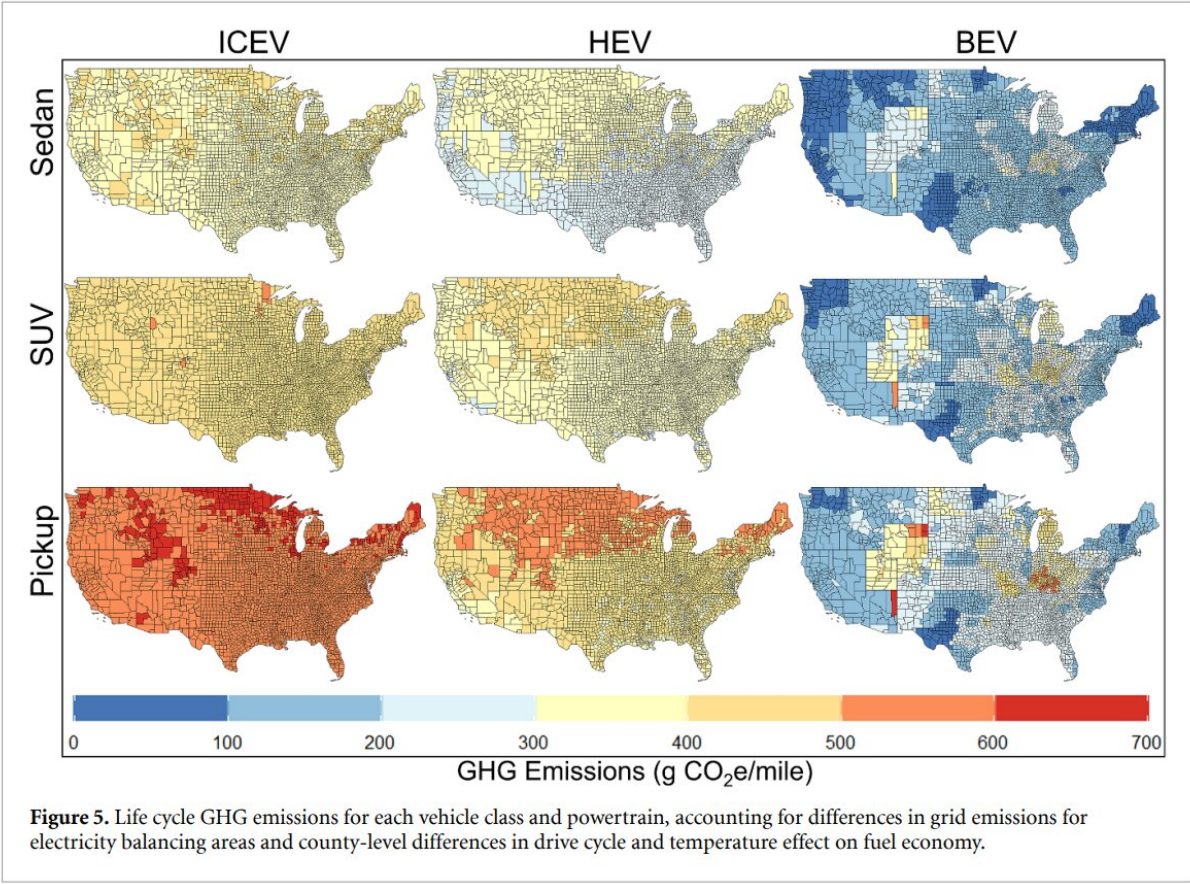 ICEV HEV BEV
Sedan
SUV
Pickup
0 100 200 300 400 500 600 700
GHG Emissions (g CO₂e/mile)
Figure 5. Life cycle GHG emissions for each vehicle class and powertrain, accounting for differences in grid emissions for
electricity balancing areas and county-level differences in drive cycle and temperature effect on fuel economy.